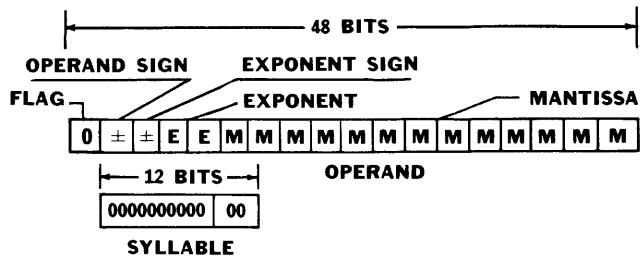 48 BITS
OPERAND SIGN EXPONENT SIGN
FLAG EXPONENT MANTISSA
0 ± ± E E M M M M M M M M M M M M M
12 BITS OPERAND
0000000000 00
SYLLABLE